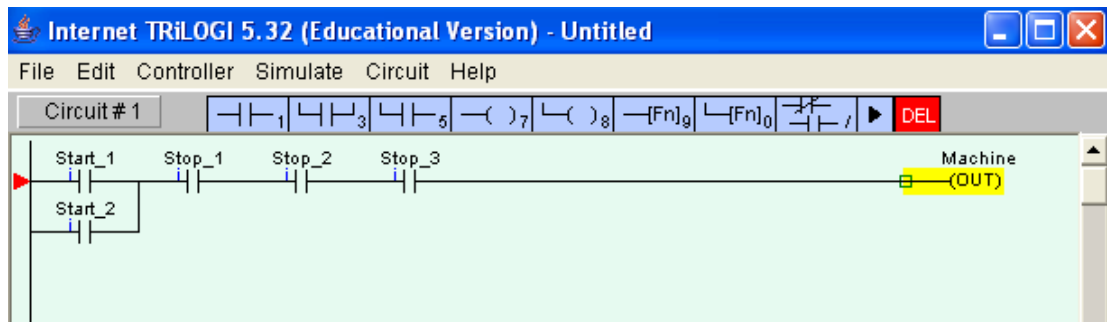 Internet TRiLOGI 5.32 (Educational Version) - Untitled
File Edit Controller Simulate Circuit Help
Circuit # 1 1 3 5 ( ) 7 ( ) 8 [Fn] 9 [Fn] 0 / DEL
Start_1 Stop_1 Stop_2 Stop_3 Machine
i i i i (OUT)
Start_2
i